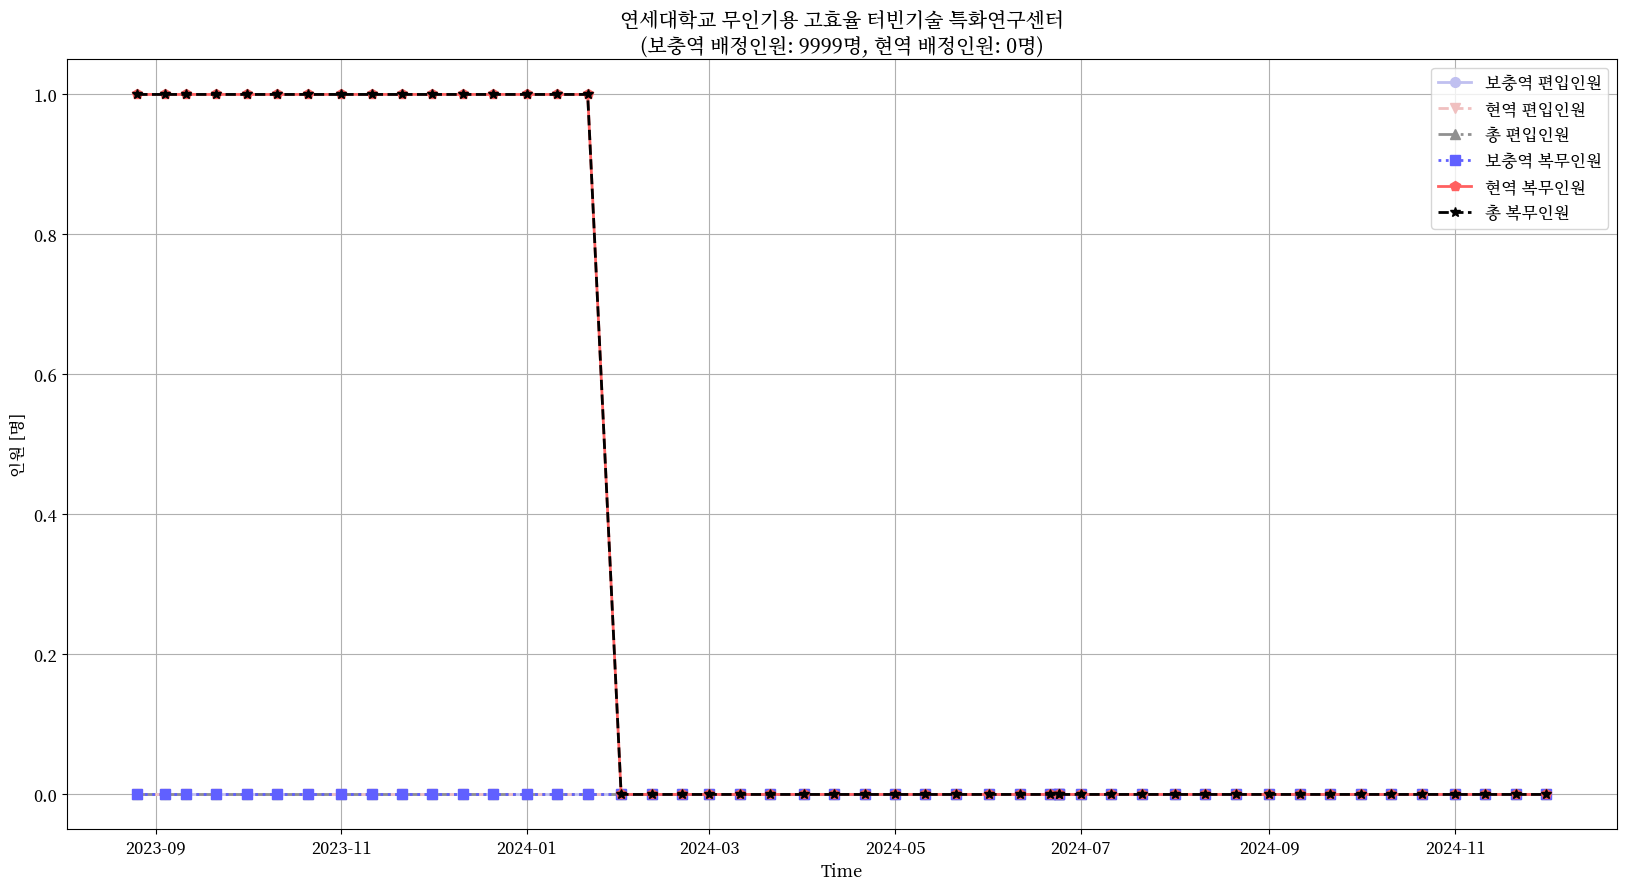 연세대학교 무인기용 고효율 터빈기술 특화연구센터
(보충역 배정인원: 9999명, 현역 배정인원: 0명)
보충역 편입인원
현역 편입인원
총 편입인원
보충역 복무인원
현역 복무인원
총 복무인원
인원 [명]
1.0
0.8
0.6
0.4
0.2
0.0
2023-09
2023-11
2024-01
2024-03
2024-05
2024-07
2024-09
2024-11
Time